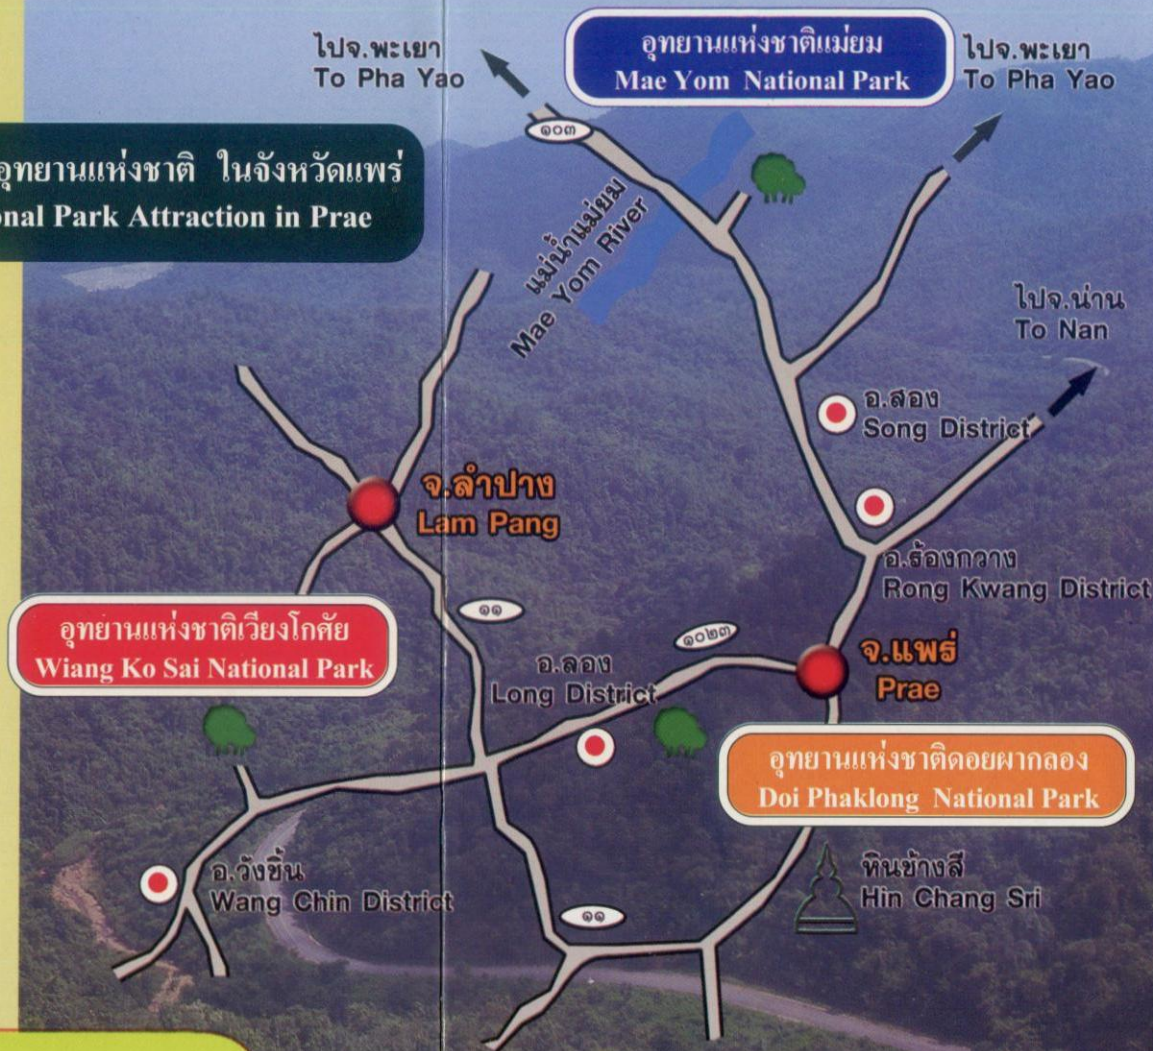 ไปจ.พะเยา
To Pha Yao
อุทยานแห่งชาติแม่ยม
Mae Yom National Park
ไปจ.พะเยา
To Pha Yao
๑๐๓
อุทยานแห่งชาติ ในจังหวัดแพร่
onal Park Attraction in Prae
แม่น้ำแม่ยม
Mae Yom River
ไปจ.น่าน
To Nan
อ.สอง
Song District
จ.ลำปาง
Lam Pang
อ.ร้องกวาง
Rong Kwang District
อุทยานแห่งชาติเวียงโกศัย
Wiang Ko Sai National Park
๑๑
๑๐๒๓
อ.ลอง
Long District
จ.แพร่
Prae
อุทยานแห่งชาติดอยผากลอง
Doi Phaklong National Park
อ.วังชิ้น
Wang Chin District
หินช้างสี
Hin Chang Sri
๑๑